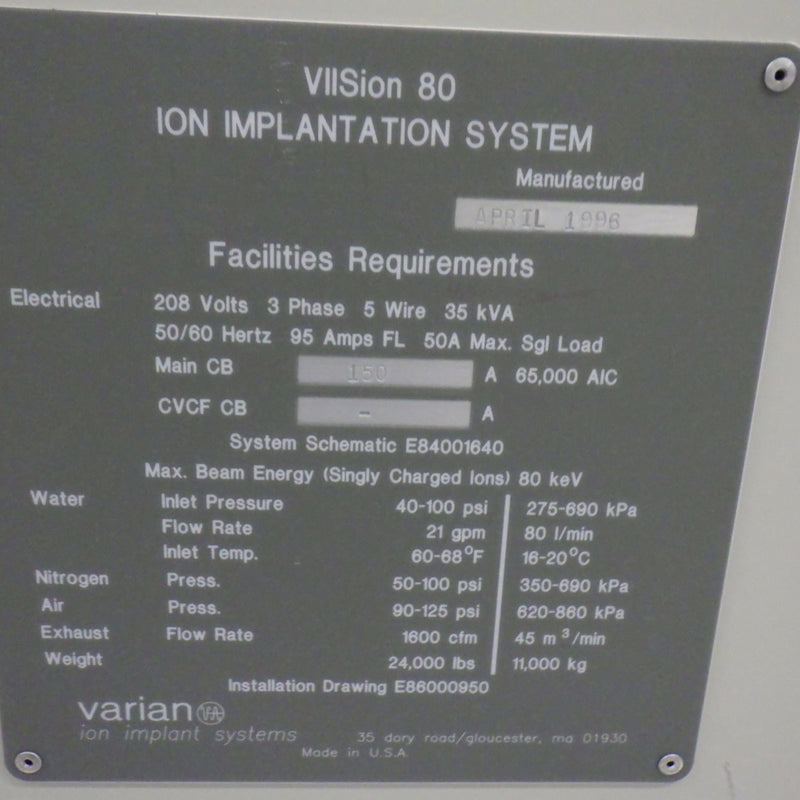 VIISion 80
ION IMPLANTATION SYSTEM
Manufactured
APRIL 1996
Facilities Requirements
Electrical 208 Volts 3 Phase 5 Wire 35 kVA
50/60 Hertz 95 Amps FL 50A Max. Sgl Load
Main CB 150 A 65,000 AIC
CVCF CB - A
System Schematic E84001640
Max. Beam Energy (Singly Charged Ions) 80 keV
Water Inlet Pressure 40-100 psi 275-690 kPa
Flow Rate 21 gpm 80 l/min
Inlet Temp. 60-68°F 16-20°C
Nitrogen Press. 50-100 psi 350-690 kPa
Air Press. 90-125 psi 620-860 kPa
Exhaust Flow Rate 1600 cfm 45 m³/min
Weight 24,000 lbs 11,000 kg
Installation Drawing E86000950
varian
ion implant systems 35 dory road/gloucester, ma 01930
Made in U.S.A.